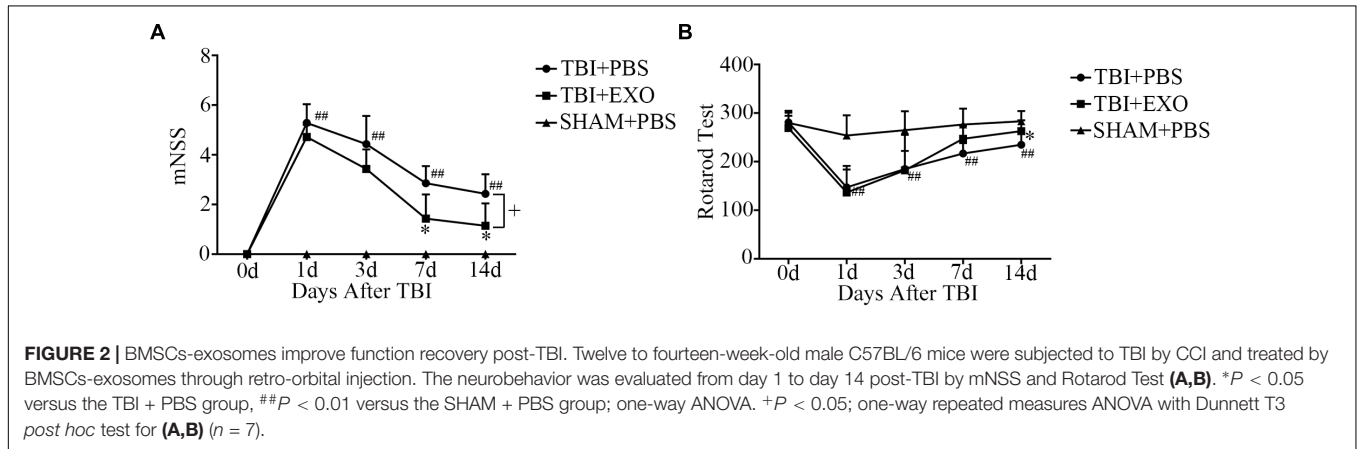 A
8
6
4
2
0
mNSS
##
##
##
##
+
*
*
0d 1d 3d 7d 14d
Days After TBI
TBI+PBS
TBI+EXO
SHAM+PBS
B
400
300
200
100
0
Rotarod Test
*
##
##
##
##
0d 1d 3d 7d 14d
Days After TBI
TBI+PBS
TBI+EXO
SHAM+PBS
FIGURE 2 | BMSCs-exosomes improve function recovery post-TBI. Twelve to fourteen-week-old male C57BL/6 mice were subjected to TBI by CCI and treated by
BMSCs-exosomes through retro-orbital injection. The neurobehavior was evaluated from day 1 to day 14 post-TBI by mNSS and Rotarod Test (A,B). *P < 0.05
versus the TBI + PBS group, ##P < 0.01 versus the SHAM + PBS group; one-way ANOVA. +P < 0.05; one-way repeated measures ANOVA with Dunnett T3
post hoc test for (A,B) (n = 7).